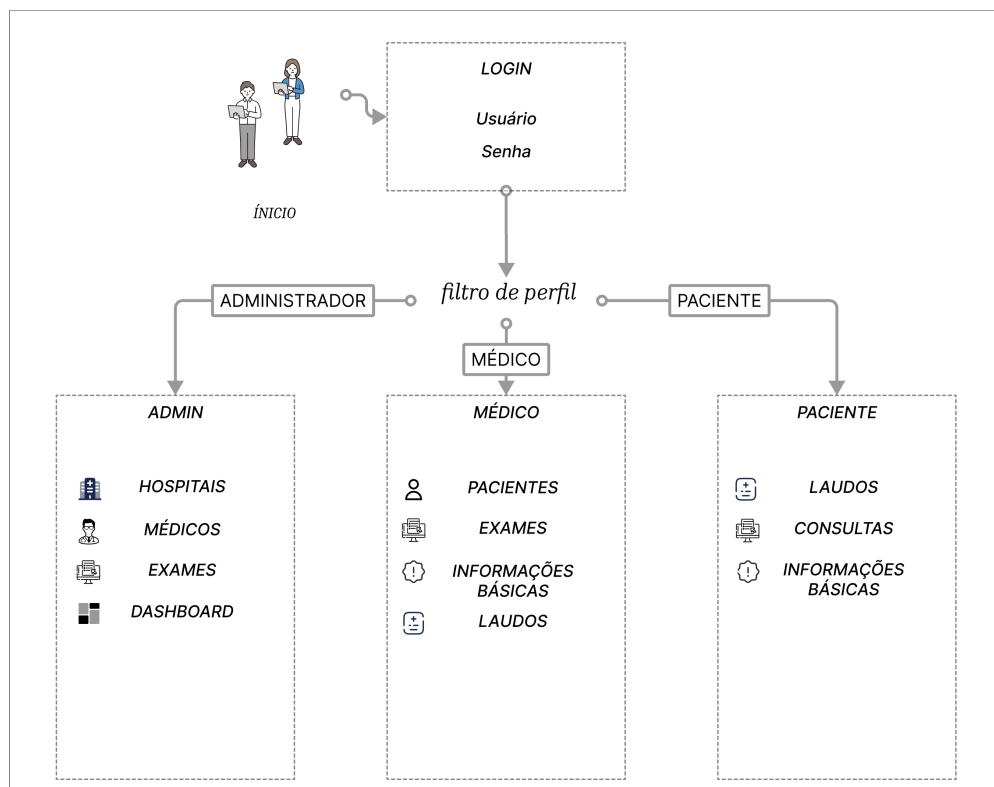 LOGIN
Usuário
Senha
ÍNICIO
filtro de perfil
ADMINISTRADOR
PACIENTE
MÉDICO
ADMIN
HOSPITAIS
MÉDICOS
EXAMES
DASHBOARD
MÉDICO
PACIENTES
EXAMES
INFORMAÇÕES
BÁSICAS
LAUDOS
PACIENTE
LAUDOS
CONSULTAS
INFORMAÇÕES
BÁSICAS